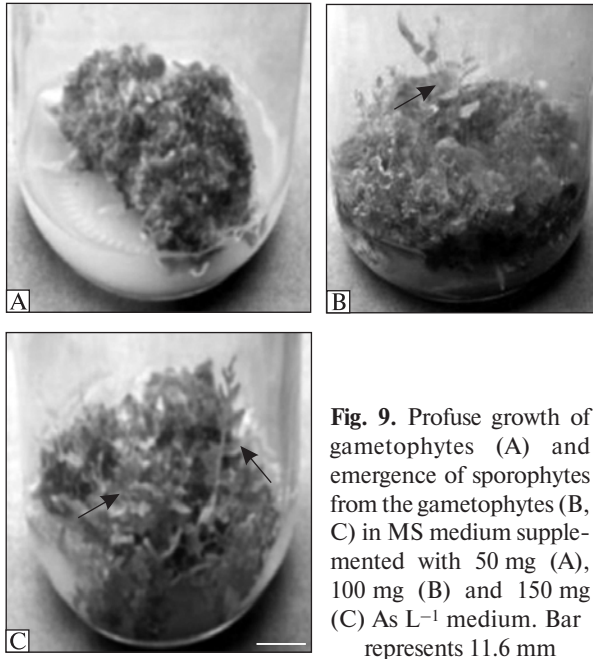 A
B
C
Fig. 9. Profuse growth of
gametophytes (A) and
emergence of sporophytes
from the gametophytes (B,
C) in MS medium supple-
mented with 50 mg (A),
100 mg (B) and 150 mg
(C) As L⁻¹ medium. Bar
represents 11.6 mm